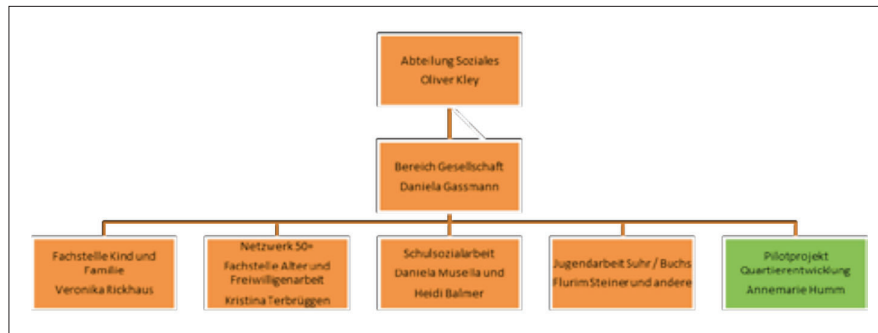 Abteilung Soziales
Oliver Kley
Bereich Gesellschaft
Daniela Gassmann
Fachstelle Kind und
Familie
Veronika Rickhaus
Netzwerk 50+
Fachstelle Alter und
Freiwilligenarbeit
Kristina Terbrüggen
Schulsozialarbeit
Daniela Musella und
Heidi Balmer
Jugendarbeit Suhr / Buchs
Flurim Steiner und andere
Pilotprojekt
Quartierentwicklung
Annemarie Humm